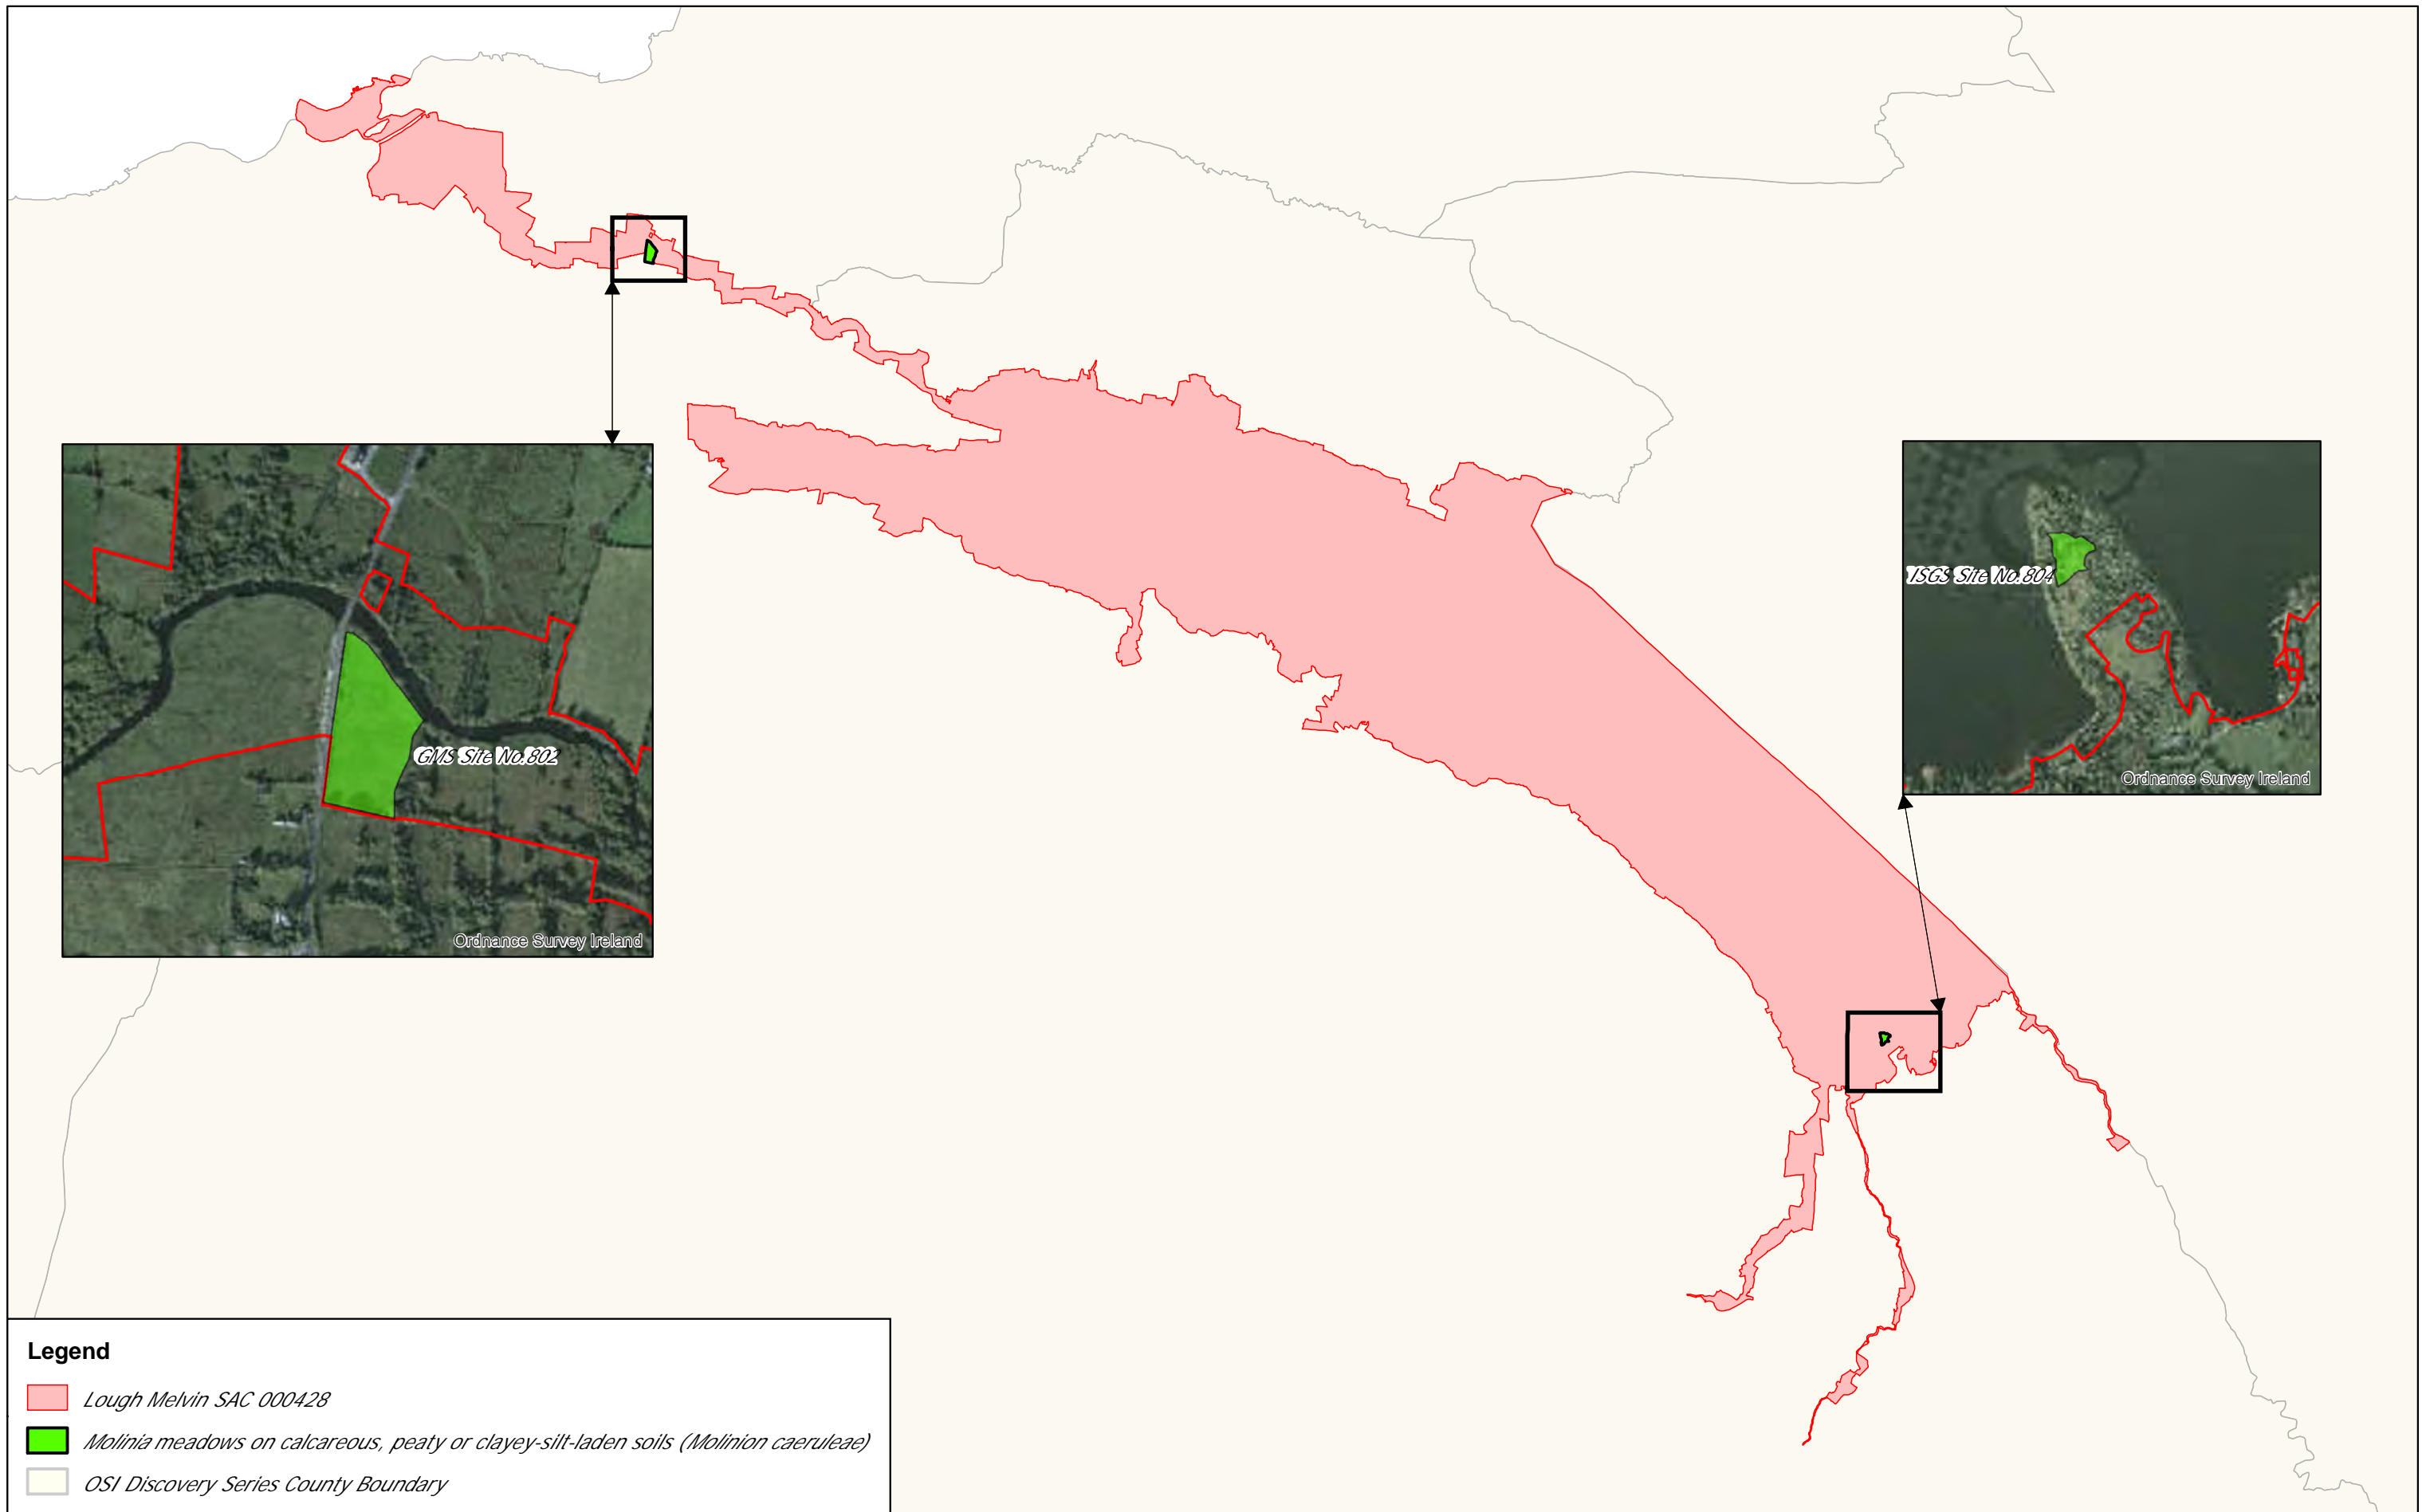 GMS Site No.802
Ordnance Survey Ireland
ISGS Site No.804
Ordnance Survey Ireland
Legend
Lough Melvin SAC 000428
Molinia meadows on calcareous, peaty or clayey-silt-laden soils (Molinion caeruleae)
OSI Discovery Series County Boundary